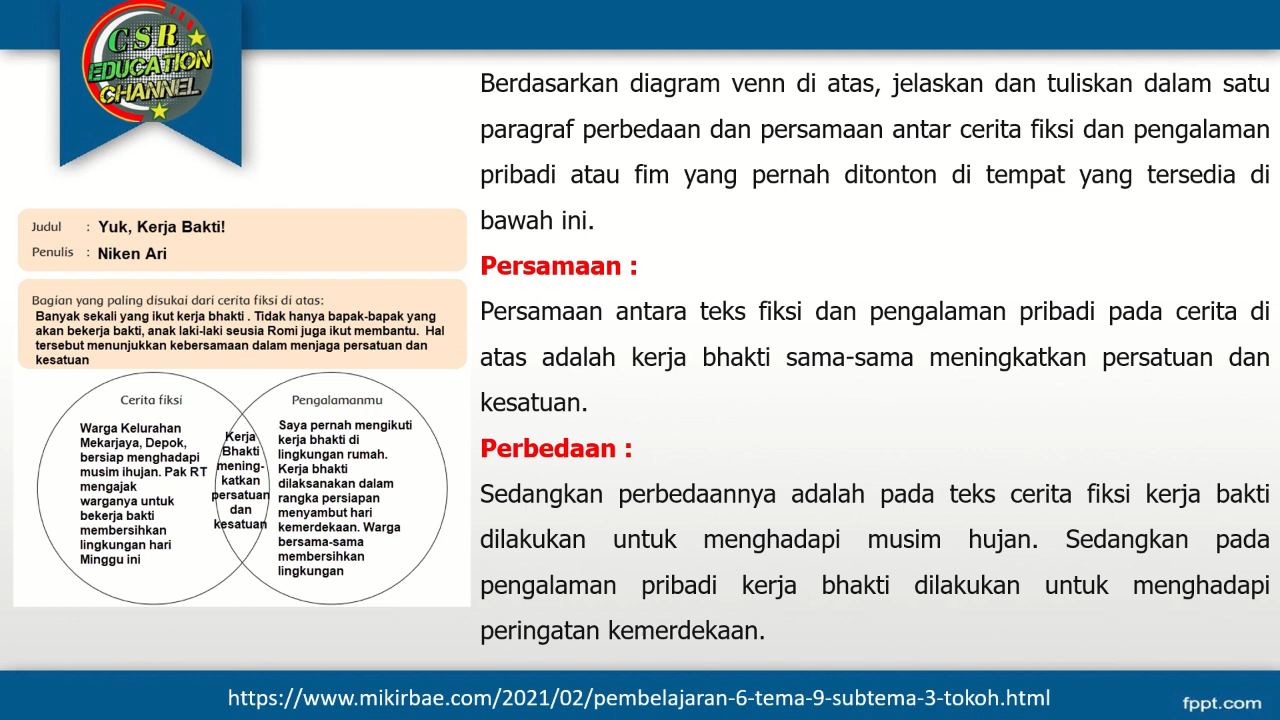 CSR
EDUCATION
CHANNEL
Judul : Yuk, Kerja Bakti!
Penulis : Niken Ari
Bagian yang paling disukai dari cerita fiksi di atas:
Banyak sekali yang ikut kerja bhakti . Tidak hanya bapak-bapak yang
akan bekerja bakti, anak laki-laki seusia Romi juga ikut membantu. Hal
tersebut menunjukkan kebersamaan dalam menjaga persatuan dan
kesatuan
Cerita fiksi
Warga Kelurahan
Mekarjaya, Depok,
bersiap menghadapi
musim ihujan. Pak RT
mengajak
warganya untuk
bekerja bakti
membersihkan
lingkungan hari
Minggu ini
Kerja
Bhakti
mening-
katkan
persatuan
dan
kesatuan
Pengalamanmu
Saya pernah mengikuti
kerja bhakti di
lingkungan rumah.
Kerja bhakti
dilaksanakan dalam
rangka persiapan
menyambut hari
kemerdekaan. Warga
bersama-sama
membersihkan
lingkungan
Berdasarkan diagram venn di atas, jelaskan dan tuliskan dalam satu
paragraf perbedaan dan persamaan antar cerita fiksi dan pengalaman
pribadi atau fim yang pernah ditonton di tempat yang tersedia di
bawah ini.
Persamaan :
Persamaan antara teks fiksi dan pengalaman pribadi pada cerita di
atas adalah kerja bhakti sama-sama meningkatkan persatuan dan
kesatuan.
Perbedaan :
Sedangkan perbedaannya adalah pada teks cerita fiksi kerja bakti
dilakukan untuk menghadapi musim hujan. Sedangkan pada
pengalaman pribadi kerja bhakti dilakukan untuk menghadapi
peringatan kemerdekaan.
https://www.mikirbae.com/2021/02/pembelajaran-6-tema-9-subtema-3-tokoh.html
fppt.com